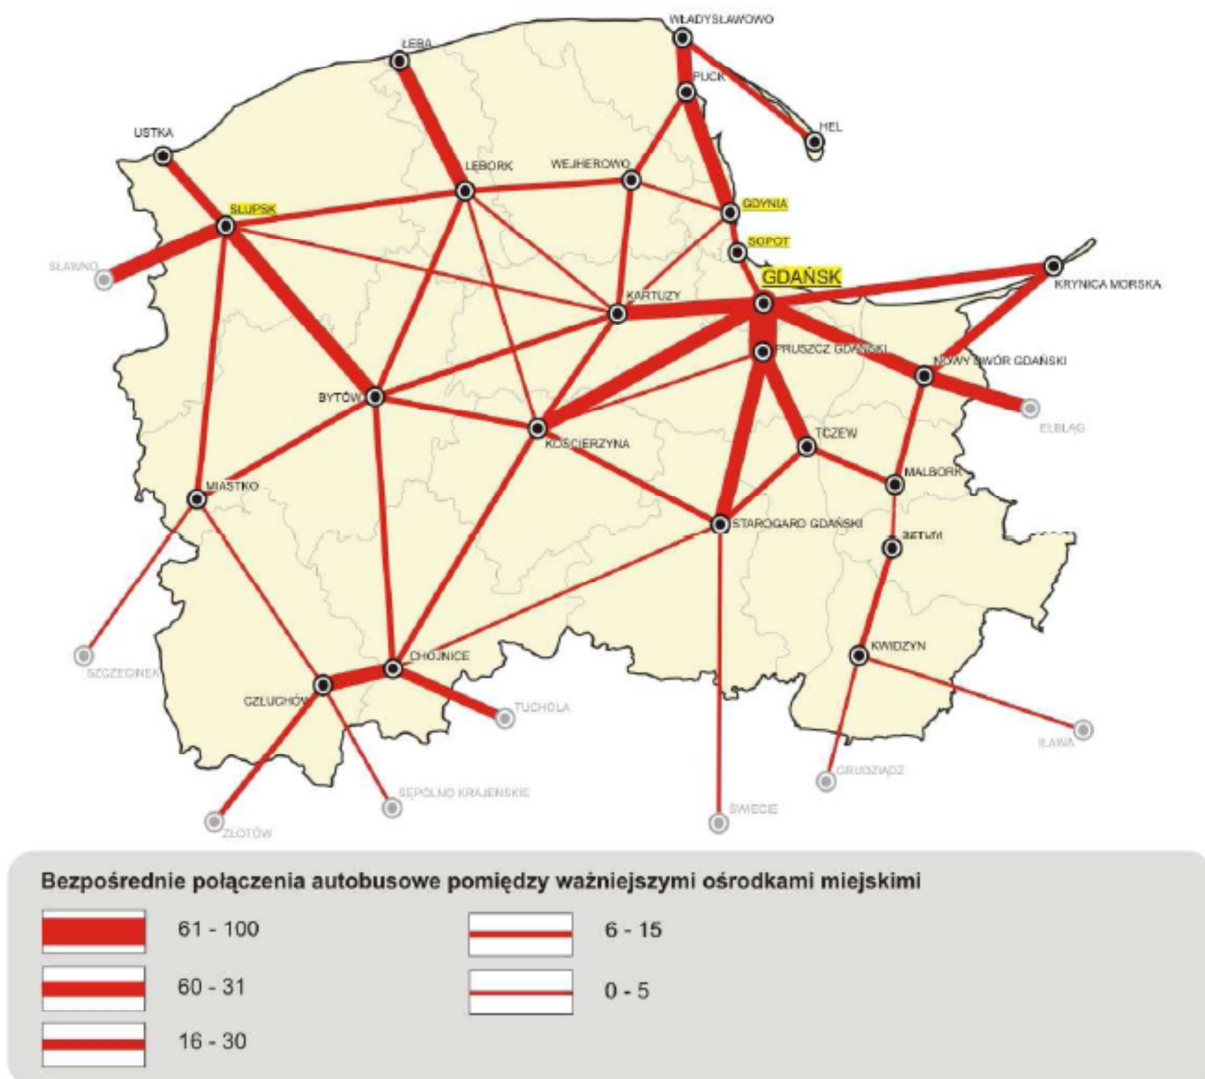 WŁADYSŁAWOWO
ŁEBA
PUCK
HEL
USTKA
LĘBORK
WEJHEROWO
SŁUPSK
GDYNIA
SOPOT
SŁAWNO
GDAŃSK
KARTUZY
KRYNICA MORSKA
PRUSZCZ GDAŃSKI
NOWY DWÓR GDAŃSKI
BYTÓW
ELBLĄG
KOŚCIERZYNA
TCZEW
MALBORK
MIASTKO
STAROGARD GDAŃSKI
KWIDZYN
CHOJNICE
SZCZECINEK
CZŁUCHÓW
TUCHOLA
IŁAWA
GRUDZIĄDZ
SĘPÓLNO KRAJEŃSKIE
ZŁOTÓW
ŚWIECIE
Bezpośrednie połączenia autobusowe pomiędzy ważniejszymi ośrodkami miejskimi
61 - 100
6 - 15
60 - 31
0 - 5
16 - 30